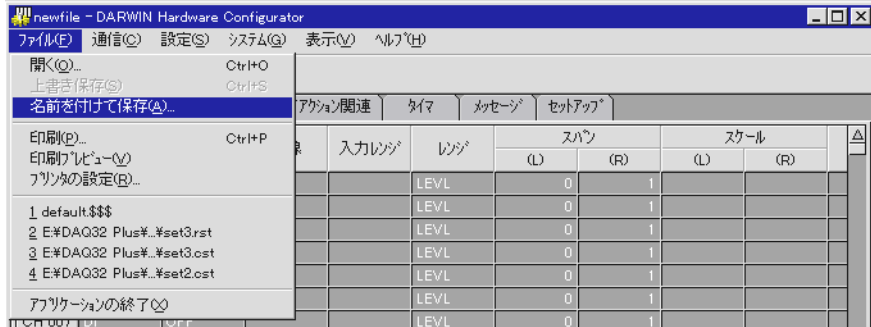 newfile - DARWIN Hardware Configurator
ファイル(F) 通信(C) 設定(S) システム(G) 表示(V) ヘルプ(H)
開く(O)... Ctrl+O
上書き保存(S) Ctrl+S
名前を付けて保存(A)...
アクション関連 タイマ メッセージ セットアップ
印刷(P)... Ctrl+P
印刷プレビュー(V)
プリンタの設定(R)...
線 入力レンジ レンジ スパン スケール
(L) (R) (L) (R)
LEVL 0 1
1 default.$$$
LEVL 0 1
2 E:¥DAQ32 Plus¥...¥set3.rst
LEVL 0 1
3 E:¥DAQ32 Plus¥...¥set3.cst
LEVL 0 1
4 E:¥DAQ32 Plus¥...¥set2.cst
LEVL 0 1
アプリケーションの終了(X)
LEVL 0 1
CH 007 DI OFF LEVL 0 1